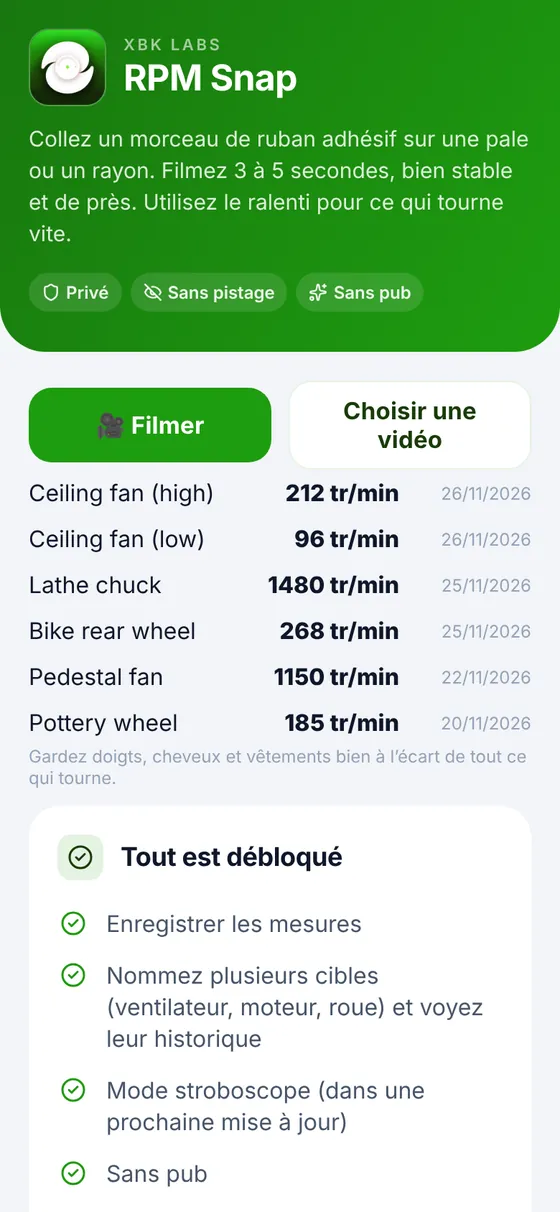 XBK LABS
RPM Snap
Collez un morceau de ruban adhésif sur une pale
ou un rayon. Filmez 3 à 5 secondes, bien stable
et de près. Utilisez le ralenti pour ce qui tourne
vite.
Privé
Sans pistage
Sans pub
Filmer
Choisir une
vidéo
Ceiling fan (high) 212 tr/min 26/11/2026
Ceiling fan (low) 96 tr/min 26/11/2026
Lathe chuck 1480 tr/min 25/11/2026
Bike rear wheel 268 tr/min 25/11/2026
Pedestal fan 1150 tr/min 22/11/2026
Pottery wheel 185 tr/min 20/11/2026
Gardez doigts, cheveux et vêtements bien à l’écart de tout ce
qui tourne.
Tout est débloqué
Enregistrer les mesures
Nommez plusieurs cibles
(ventilateur, moteur, roue) et voyez
leur historique
Mode stroboscope (dans une
prochaine mise à jour)
Sans pub